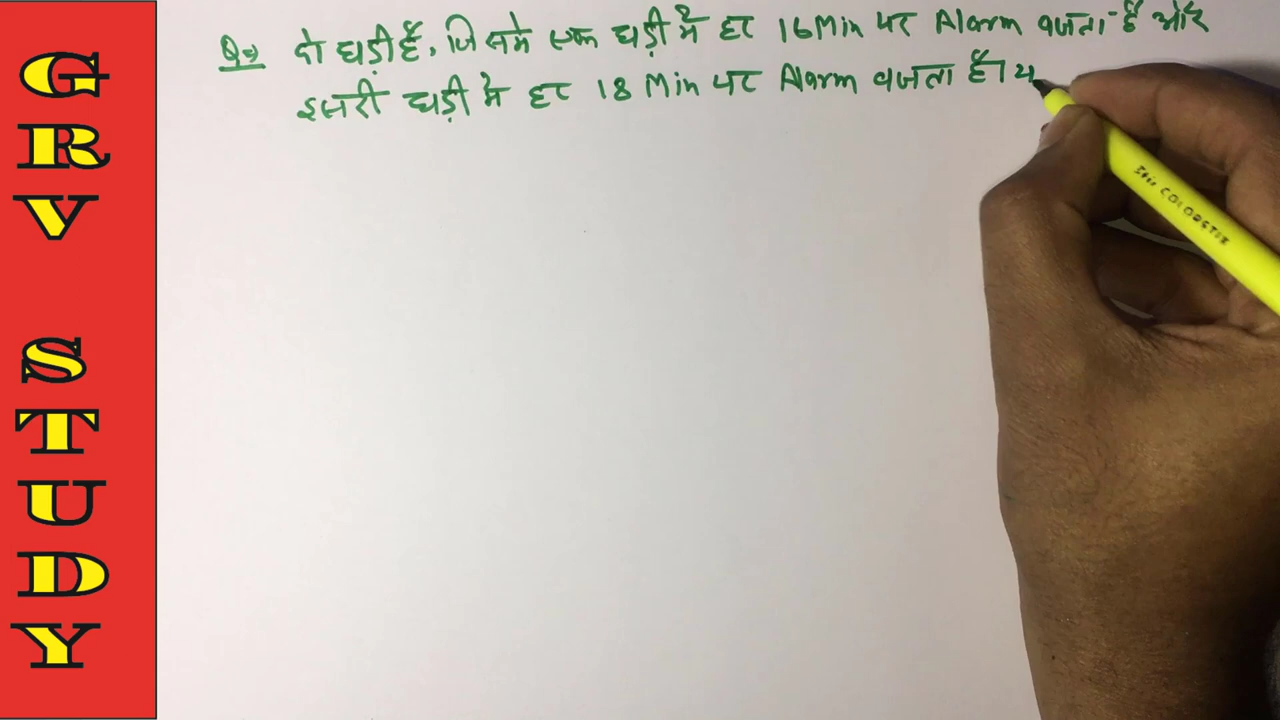 GRV
STUDY
Q→ दो घड़ी हैं, जिसमे एक घड़ी में हर 16 Min पर Alarm बजता है और
दूसरी घड़ी में हर 18 Min पर Alarm बजता है। य